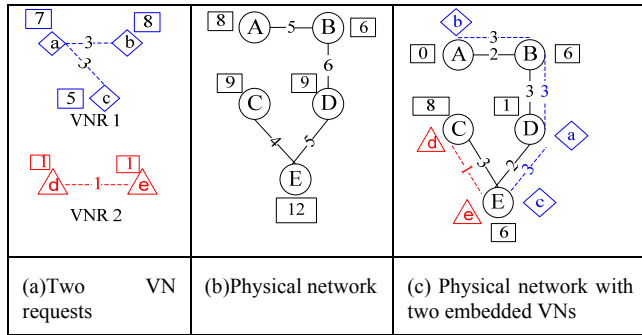 7
8
a
3
b
3
5
c
VNR 1
1
1
d
1
e
VNR 2
(a)Two VN
requests
8
A
5
B
6
6
9
9
C
D
4
5
E
12
(b)Physical network
b
3
0
A
2
B
6
3
3
8
1
C
D
d
a
3
2
1
3
E
c
e
6
(c) Physical network with
two embedded VNs